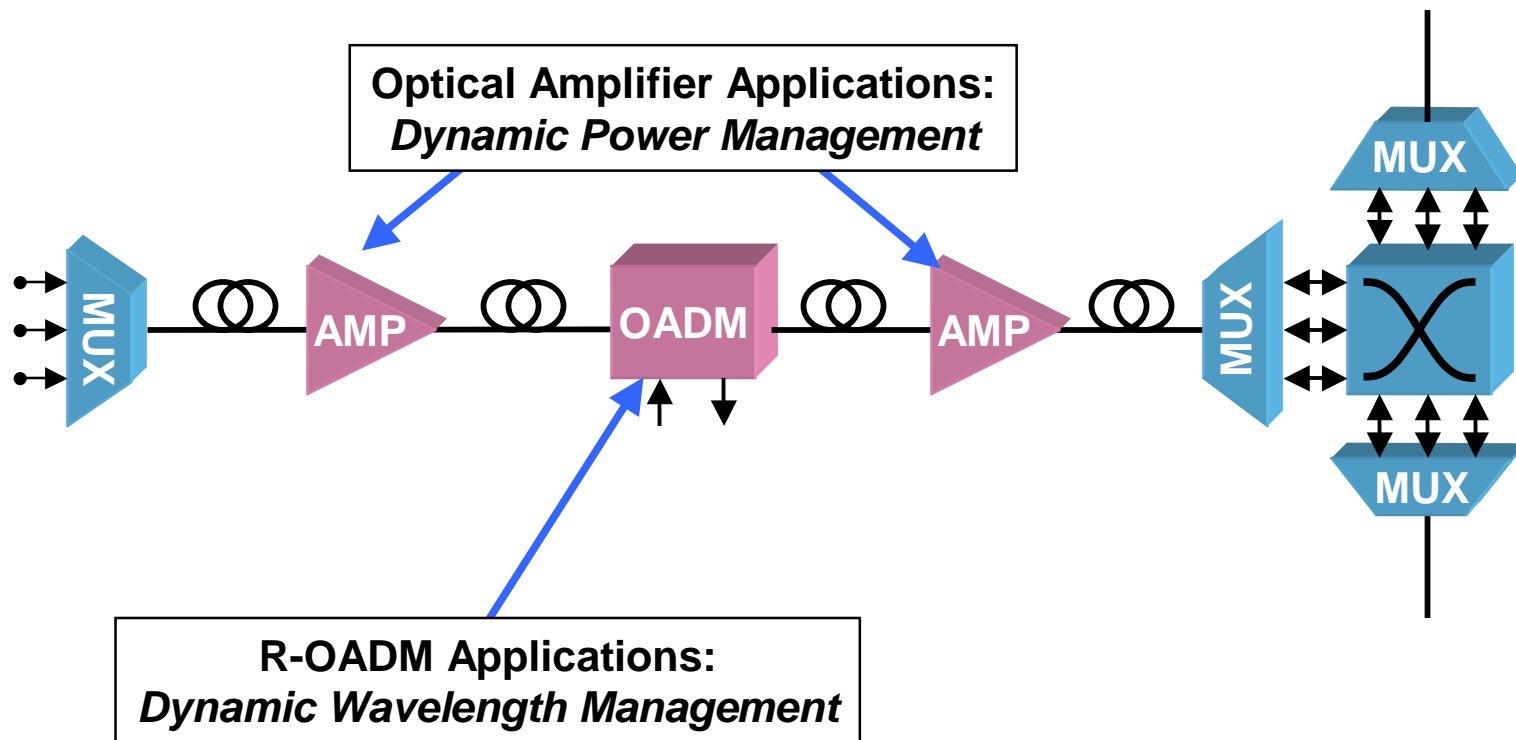 Optical Amplifier Applications:
Dynamic Power Management
MUX
MUX
AMP
OADM
AMP
MUX
MUX
R-OADM Applications:
Dynamic Wavelength Management